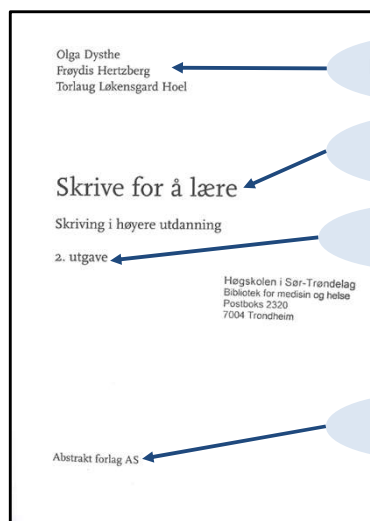 Olga Dysthe
Frøydis Hertzberg
Torlaug Løkensgard Hoel
Skrive for å lære
Skriving i høyere utdanning
2. utgave
Høgskolen i Sør-Trøndelag
Bibliotek for medisin og helse
Postboks 2320
7004 Trondheim
Abstrakt forlag AS